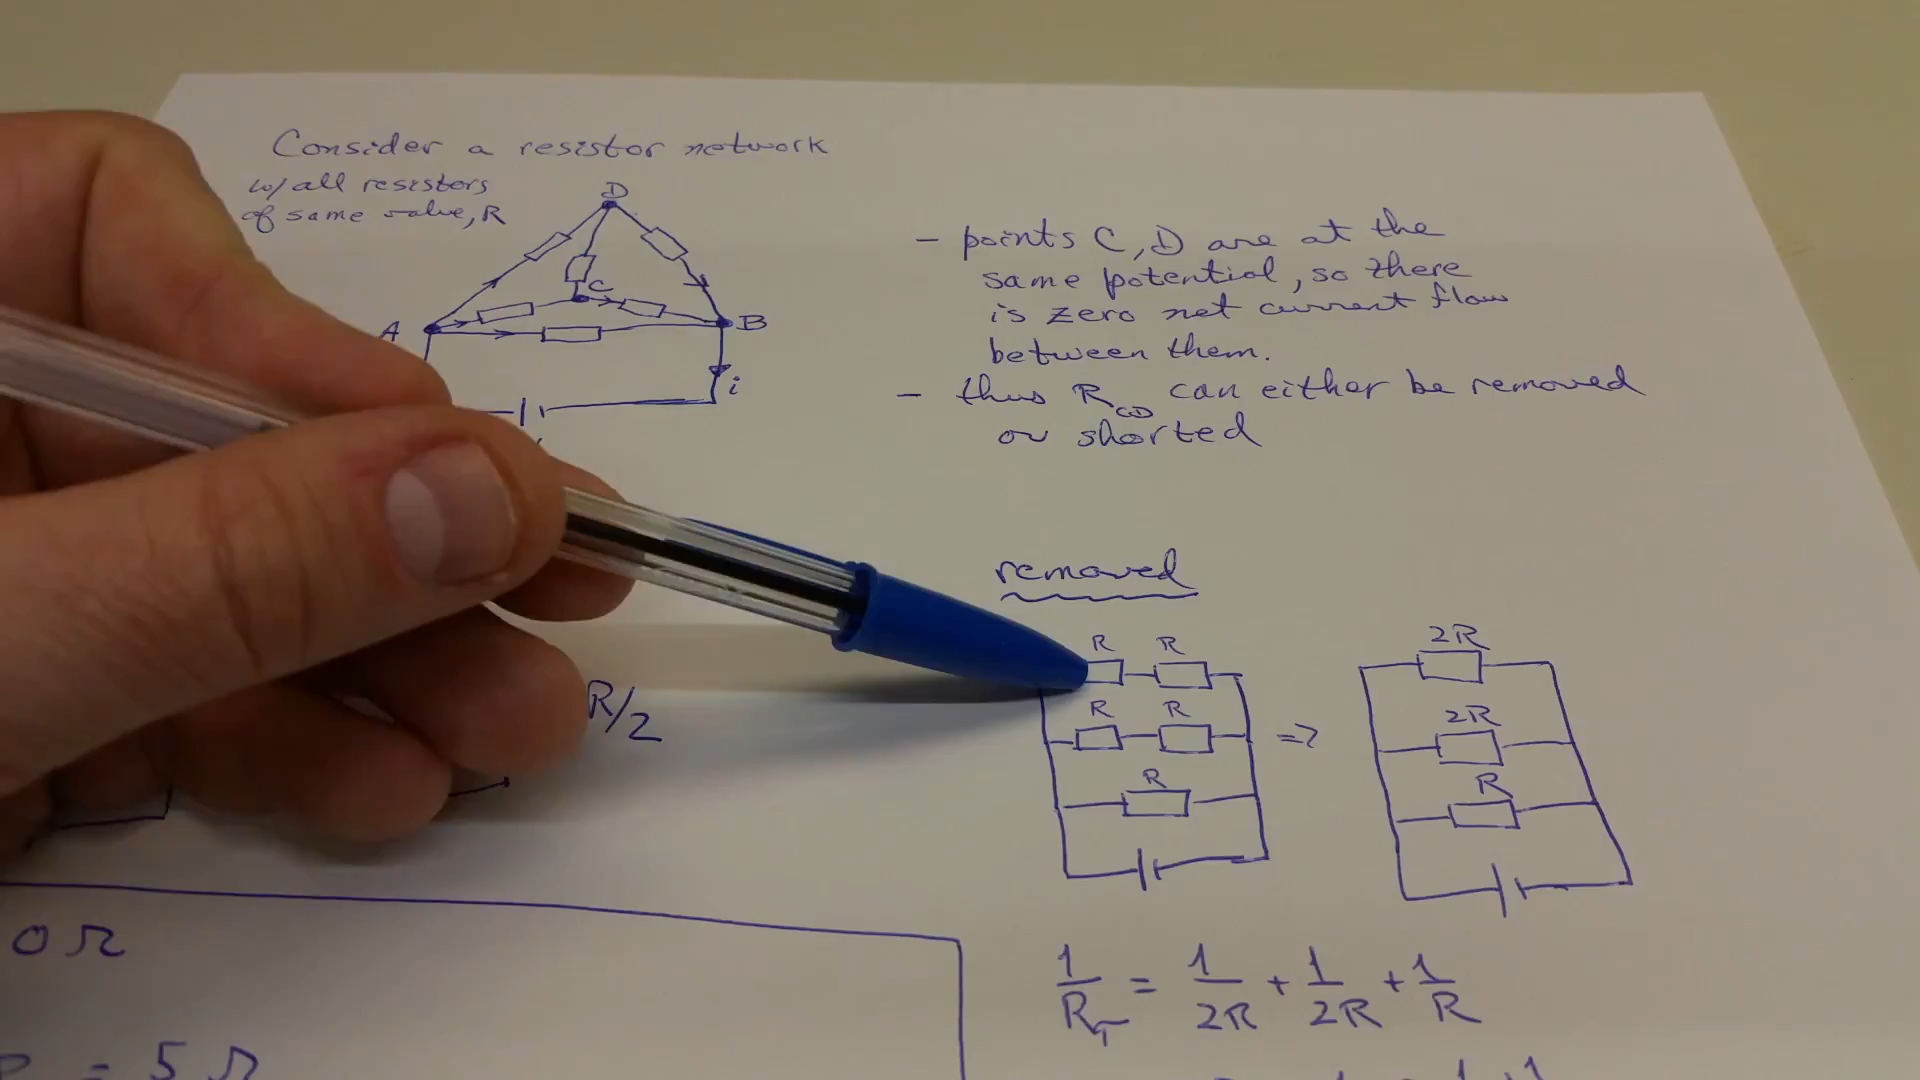 Consider a resistor network
w/ all resistors
of same value, R
D
C
A
B
i
- points C, D are at the
same potential, so there
is zero net current flow
between them.
- thus R_CD can either be removed
or shorted
removed
R R
R R
R
=>
2R
2R
R
R/2
1/R_T = 1/2R + 1/2R + 1/R
= 5 Ω